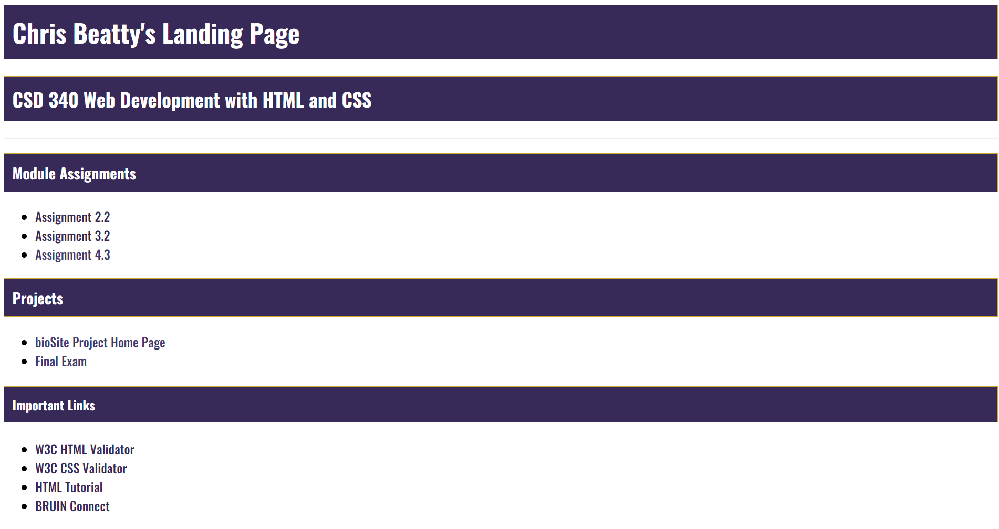 Chris Beatty's Landing Page
CSD 340 Web Development with HTML and CSS
Module Assignments
Assignment 2.2
Assignment 3.2
Assignment 4.3
Projects
bioSite Project Home Page
Final Exam
Important Links
W3C HTML Validator
W3C CSS Validator
HTML Tutorial
BRUIN Connect